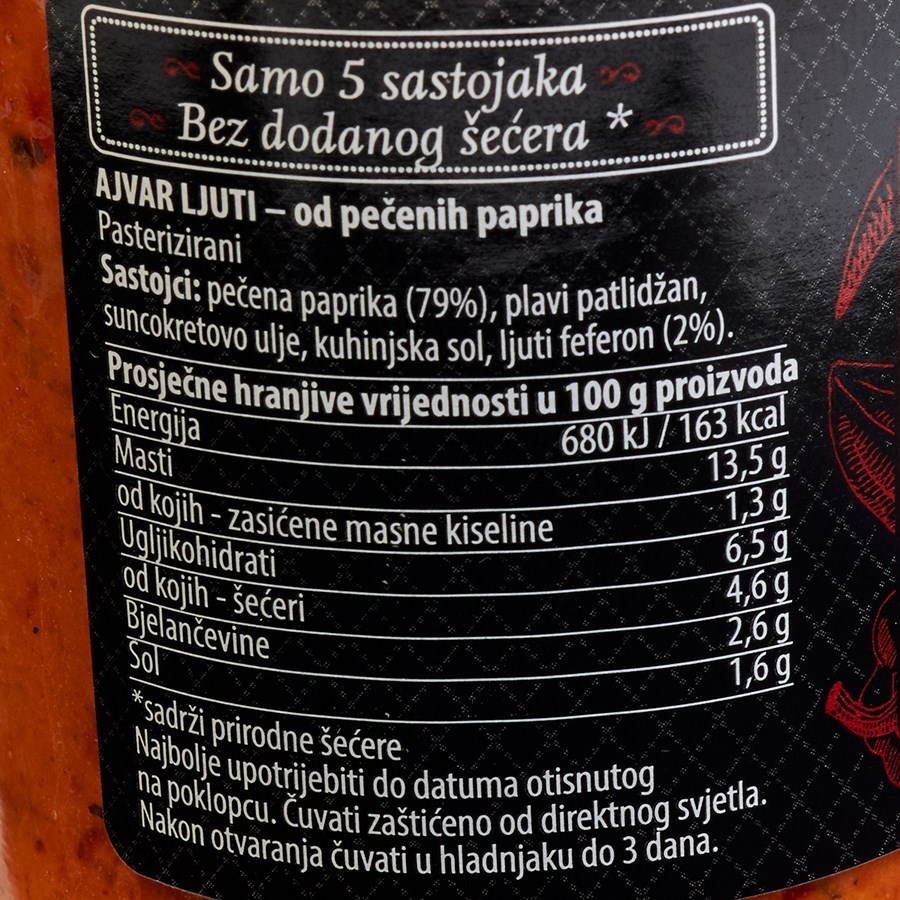 Samo 5 sastojaka
Bez dodanog šećera *
AJVAR LJUTI – od pečenih paprika
Pasterizirani
Sastojci: pečena paprika (79%), plavi patlidžan,
suncokretovo ulje, kuhinjska sol, ljuti feferon (2%).
Prosječne hranjive vrijednosti u 100 g proizvoda
Energija 680 kJ / 163 kcal
Masti 13,5 g
od kojih - zasićene masne kiseline 1,3 g
Ugljikohidrati 6,5 g
od kojih - šećeri 4,6 g
Bjelančevine 2,6 g
Sol 1,6 g
*sadrži prirodne šećere
Najbolje upotrijebiti do datuma otisnutog
na poklopcu. Čuvati zaštićeno od direktnog svjetla.
Nakon otvaranja čuvati u hladnjaku do 3 dana.